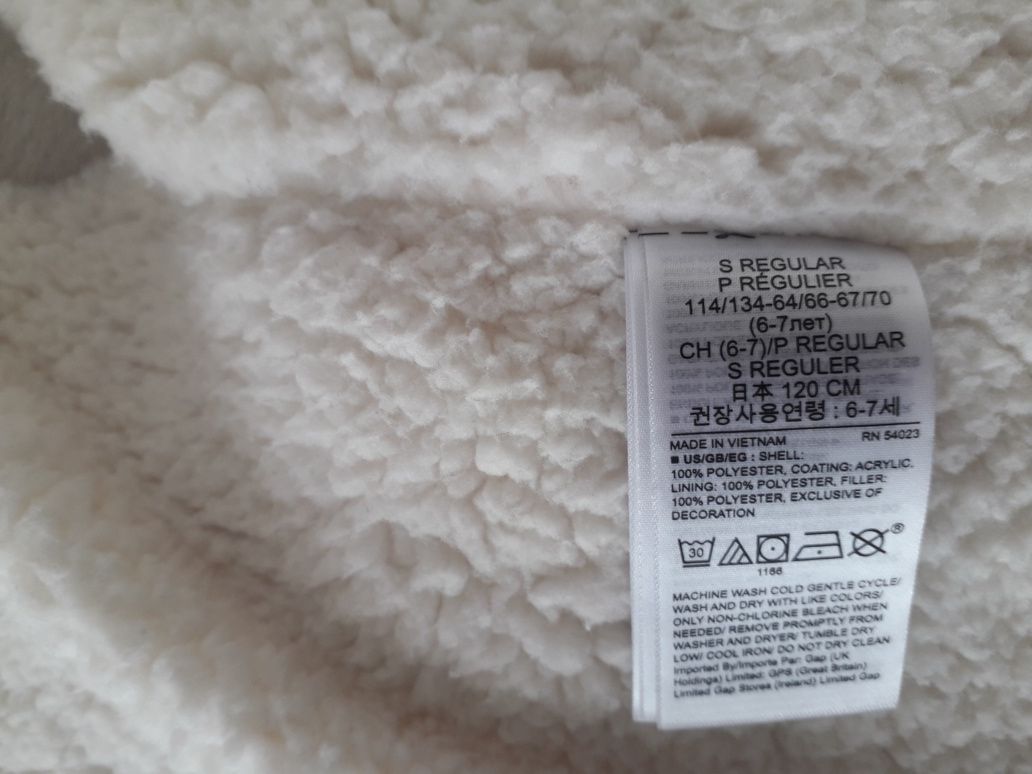 S REGULAR
P RÉGULIER
114/134-64/66-67/70
(6-7лет)
CH (6-7)/P REGULAR
S REGULER
日本 120 CM
권장사용연령 : 6-7세
MADE IN VIETNAM RN 54023
■ US/GB/EG : SHELL:
100% POLYESTER, COATING: ACRYLIC.
LINING: 100% POLYESTER, FILLER:
100% POLYESTER, EXCLUSIVE OF
DECORATION
30
®
1186
MACHINE WASH COLD GENTLE CYCLE/
WASH AND DRY WITH LIKE COLORS/
ONLY NON-CHLORINE BLEACH WHEN
NEEDED/ REMOVE PROMPTLY FROM
WASHER AND DRYER/ TUMBLE DRY
LOW/ COOL IRON/ DO NOT DRY CLEAN
Imported By/Importe Par: Gap (UK
Holdings) Limited: GPS (Great Britain)
Limited Gap Stores (Ireland) Limited Gap